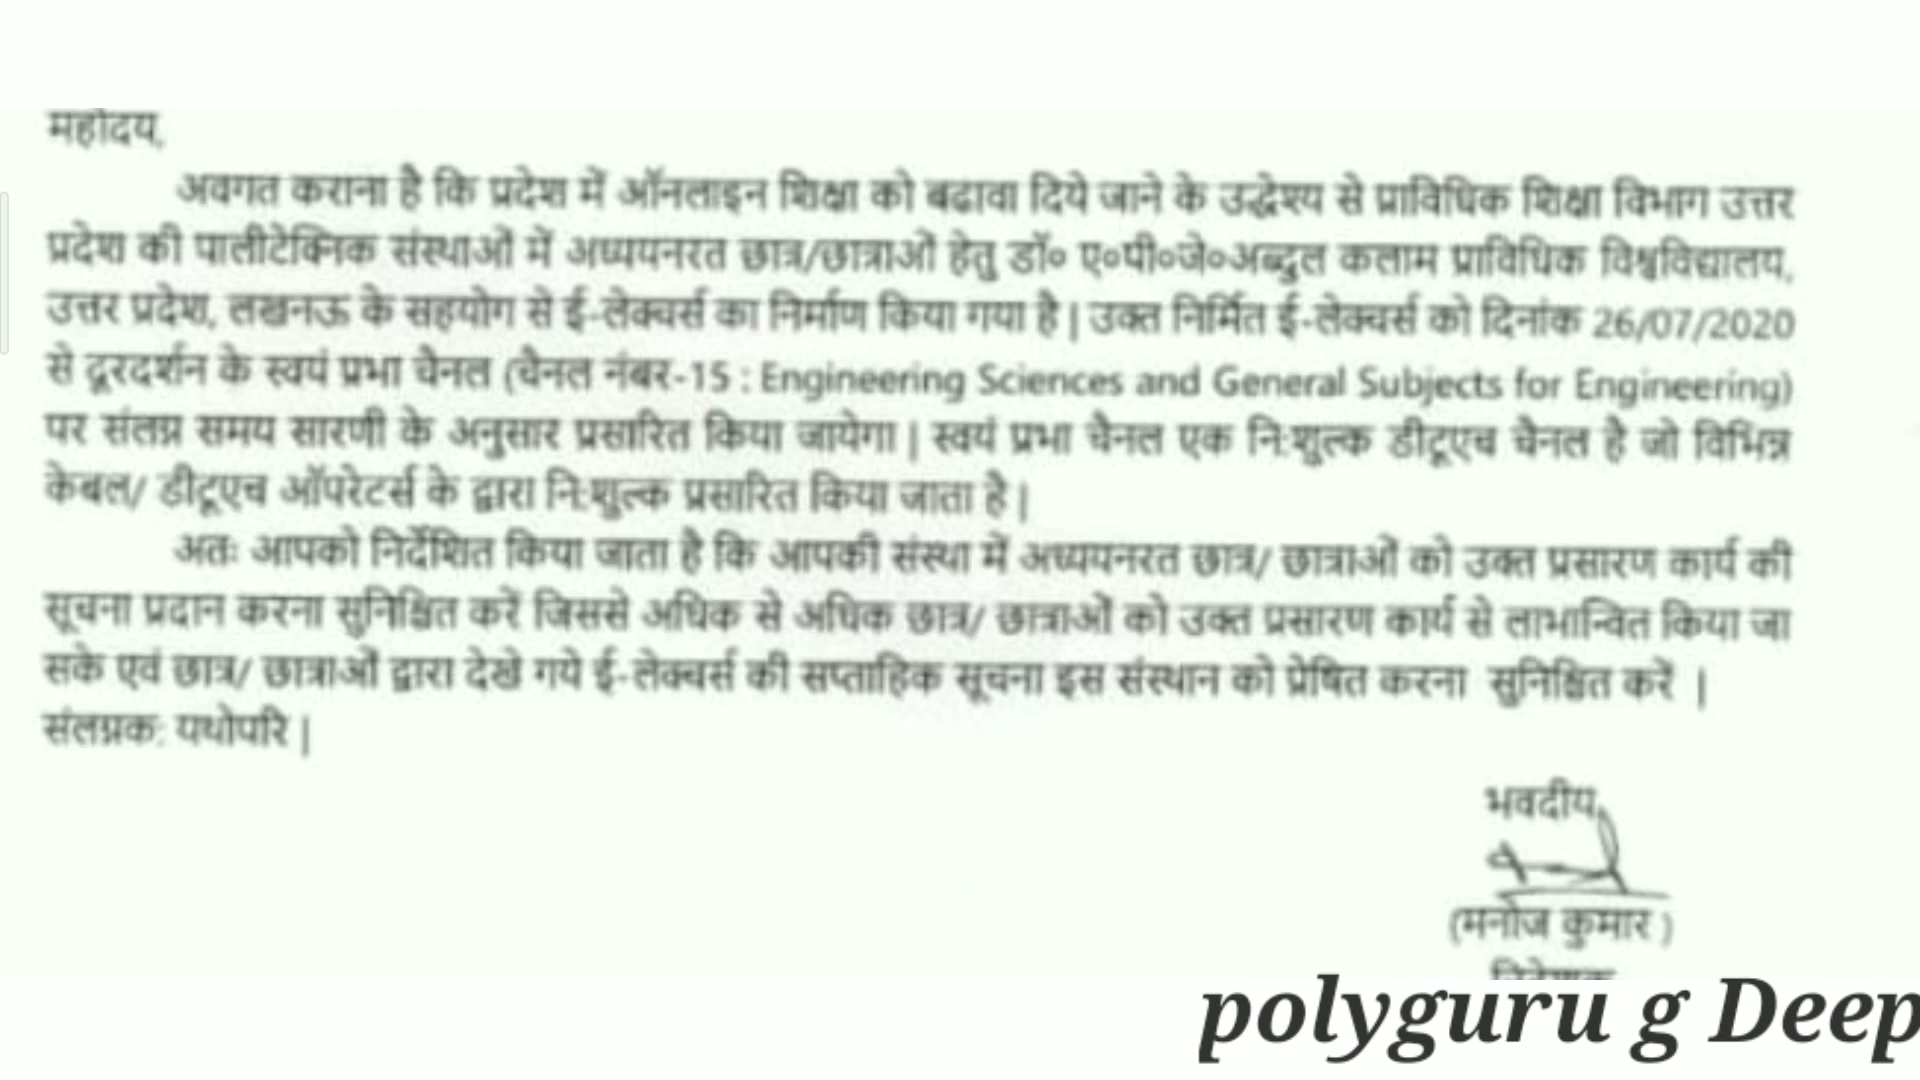 महोदय,
अवगत कराना है कि प्रदेश में ऑनलाइन शिक्षा को बढावा दिये जाने के उद्धेश्य से प्राविधिक शिक्षा विभाग उत्तर
प्रदेश की पालीटेक्निक संस्थाओं में अध्ययनरत छात्र/छात्राओं हेतु डॉ० ए०पी०जे०अब्दुल कलाम प्राविधिक विश्वविद्यालय,
उत्तर प्रदेश, लखनऊ के सहयोग से ई-लेक्चर्स का निर्माण किया गया है | उक्त निर्मित ई-लेक्चर्स को दिनांक 26/07/2020
से दूरदर्शन के स्वयं प्रभा चैनल (चैनल नंबर-15 : Engineering Sciences and General Subjects for Engineering)
पर संलग्न समय सारणी के अनुसार प्रसारित किया जायेगा | स्वयं प्रभा चैनल एक नि:शुल्क डीटूएच चैनल है जो विभिन्न
केबल/ डीटूएच ऑपरेटर्स के द्वारा नि:शुल्क प्रसारित किया जाता है |
अतः आपको निर्देशित किया जाता है कि आपकी संस्था में अध्ययनरत छात्र/ छात्राओं को उक्त प्रसारण कार्य की
सूचना प्रदान करना सुनिश्चित करें जिससे अधिक से अधिक छात्र/ छात्राओं को उक्त प्रसारण कार्य से लाभान्वित किया जा
सके एवं छात्र/ छात्राओं द्वारा देखे गये ई-लेक्चर्स की सप्ताहिक सूचना इस संस्थान को प्रेषित करना सुनिश्चित करें |
संलग्नक: यथोपरि |
भवदीय,
(मनोज कुमार )
polyguru g Deep